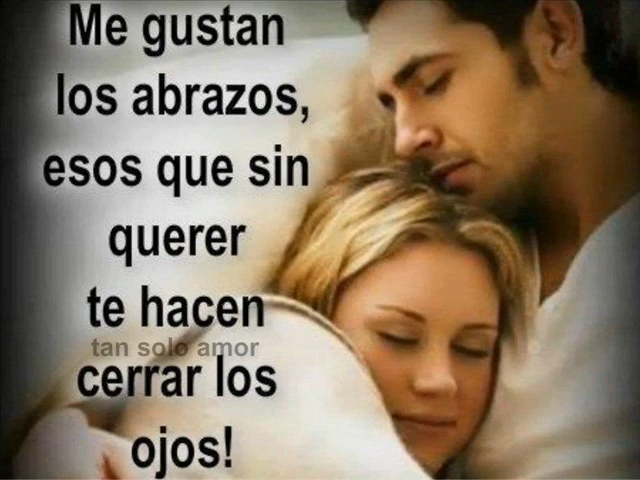 Me gustan
los abrazos,
esos que sin
querer
te hacen
tan solo amor
cerrar los
ojos!